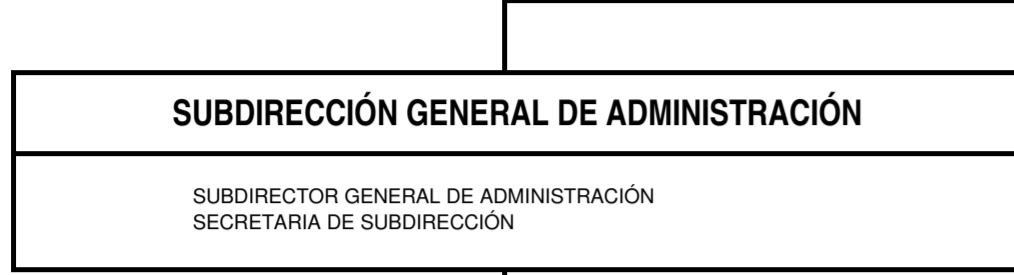 SUBDIRECCIÓN GENERAL DE ADMINISTRACIÓN
SUBDIRECTOR GENERAL DE ADMINISTRACIÓN
SECRETARIA DE SUBDIRECCIÓN